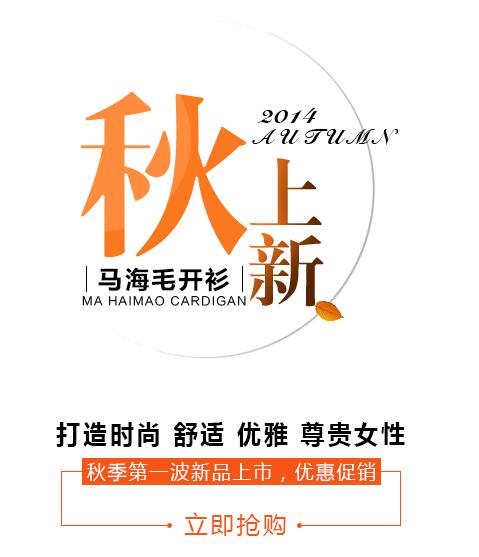 秋
2014
AUTUMN
上
新
马海毛开衫
MA HAIMAO CARDIGAN
打造时尚 舒适 优雅 尊贵女性
秋季第一波新品上市，优惠促销
立即抢购